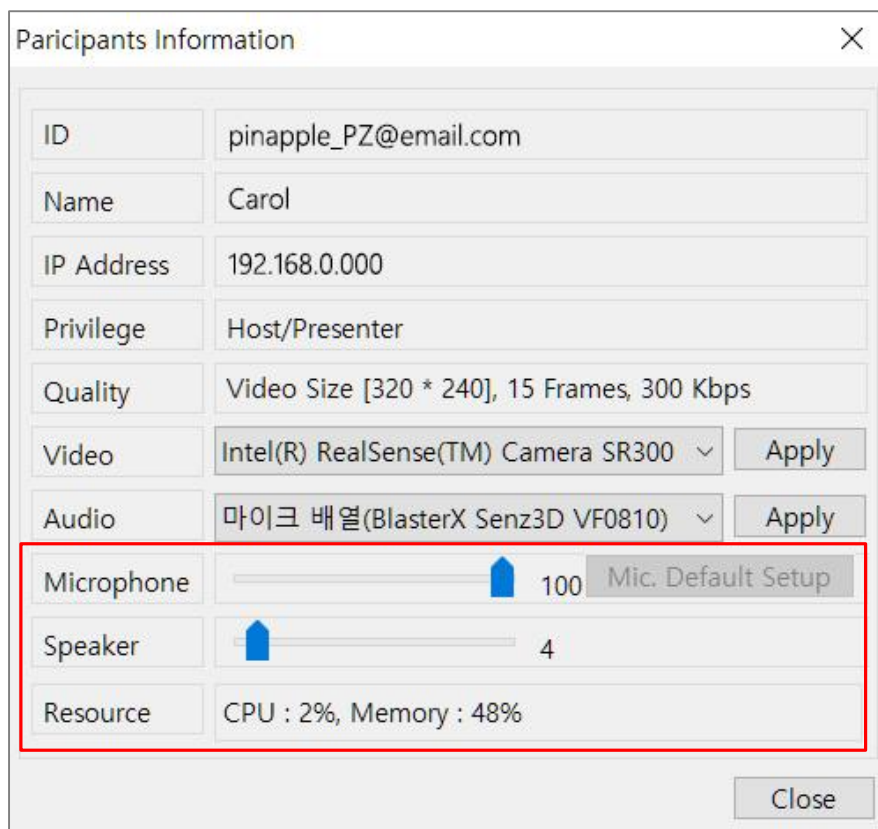 Paricipants Information
ID pinapple_PZ@email.com
Name Carol
IP Address 192.168.0.000
Privilege Host/Presenter
Quality Video Size [320 * 240], 15 Frames, 300 Kbps
Video Intel(R) RealSense(TM) Camera SR300 Apply
Audio 마이크 배열(BlasterX Senz3D VF0810) Apply
Microphone 100 Mic. Default Setup
Speaker 4
Resource CPU : 2%, Memory : 48%
Close